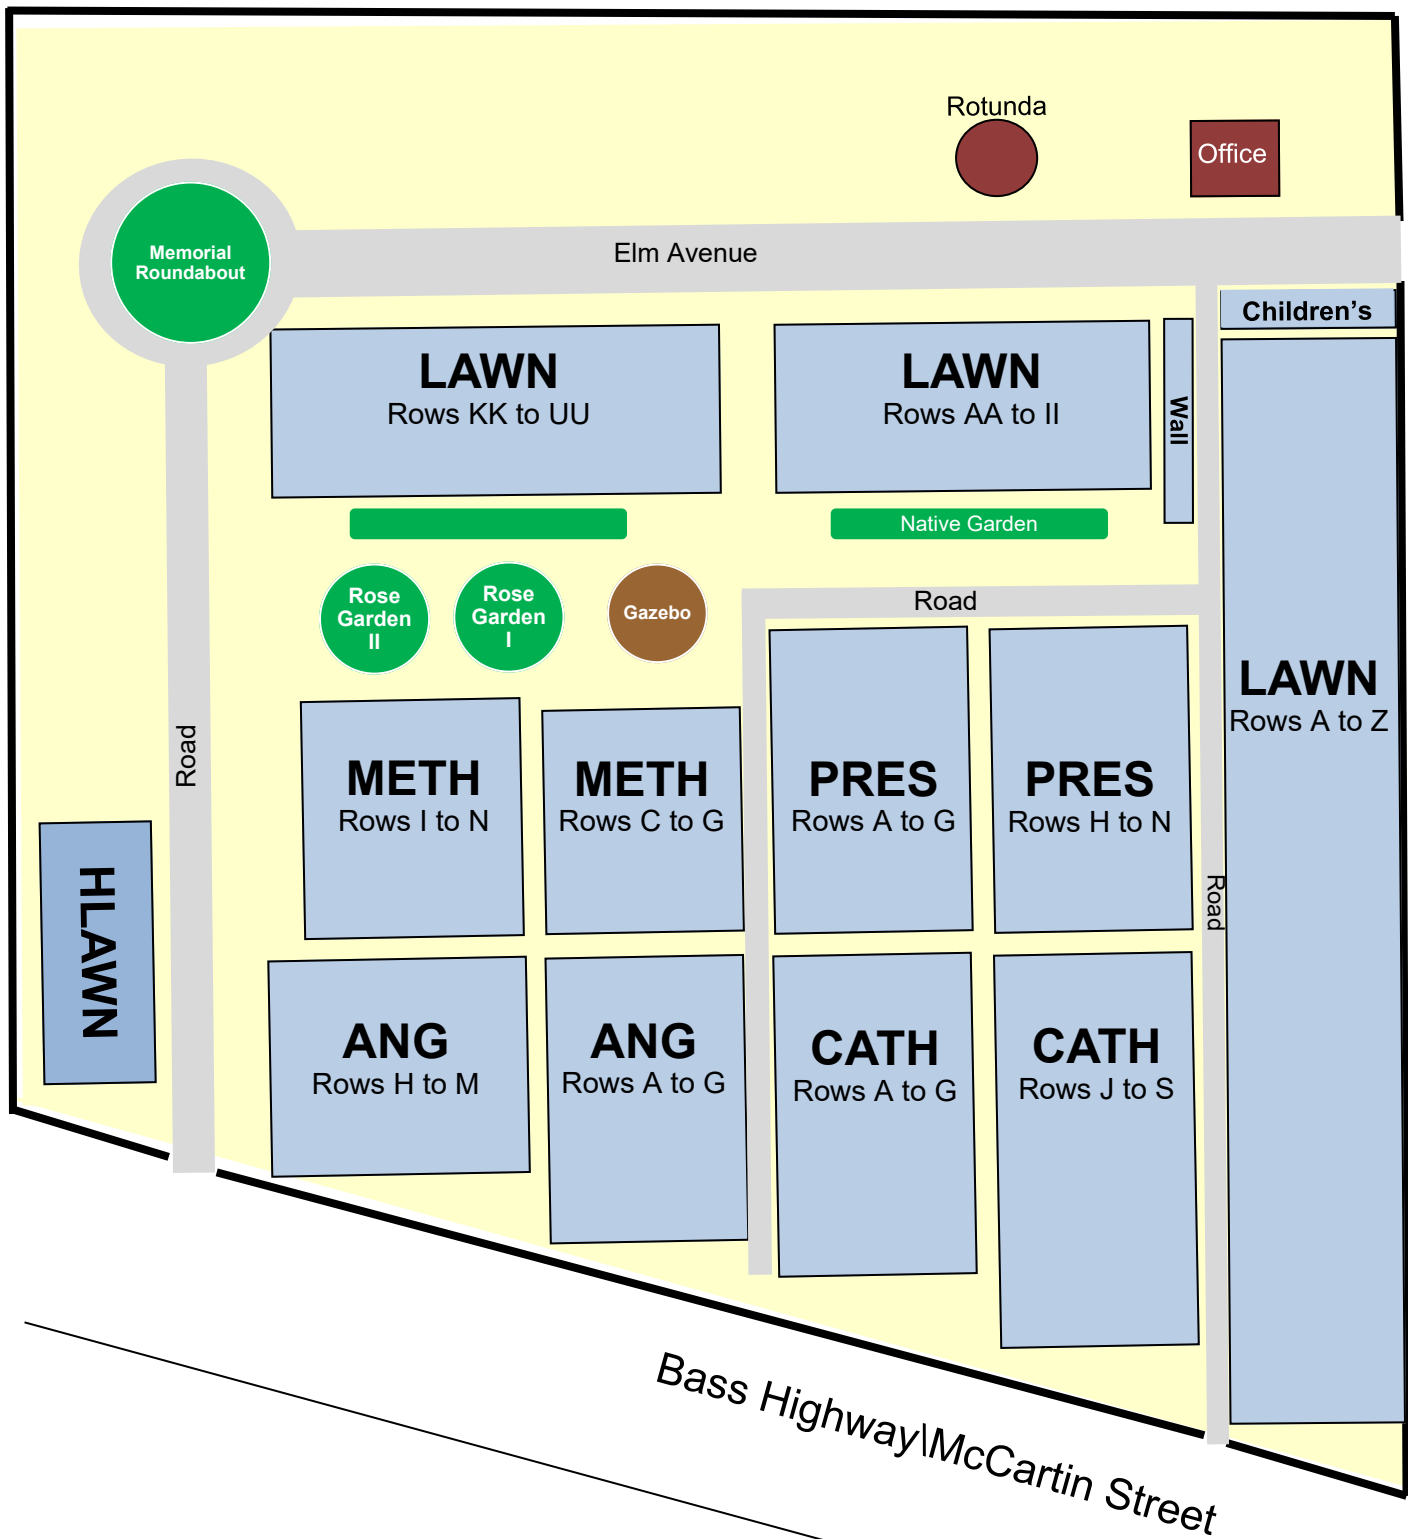 Rotunda
Office
Memorial
Roundabout
Elm Avenue
Children's
LAWN
Rows KK to UU
LAWN
Rows AA to II
Wall
Native Garden
Rose
Garden
II
Rose
Garden
I
Gazebo
Road
LAWN
Rows A to Z
Road
METH
Rows I to N
METH
Rows C to G
PRES
Rows A to G
PRES
Rows H to N
HLAWN
Road
ANG
Rows H to M
ANG
Rows A to G
CATH
Rows A to G
CATH
Rows J to S
Bass Highway\McCartin Street